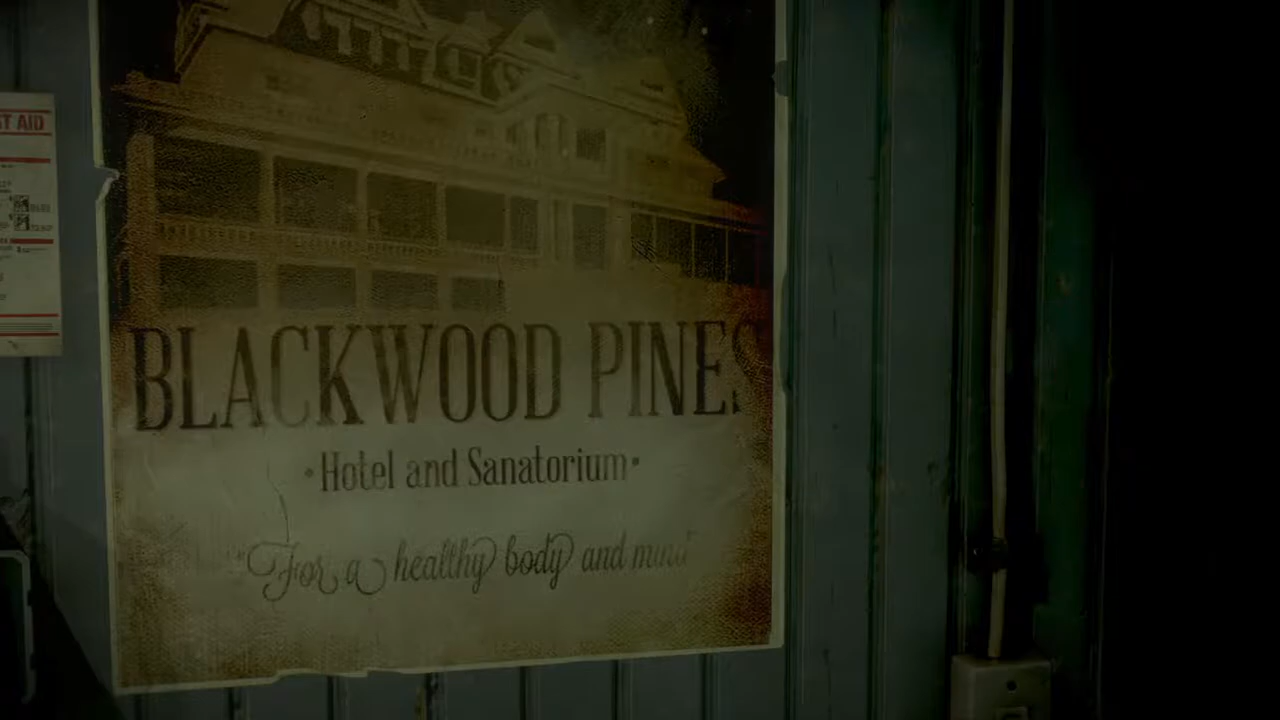 ST AID
BLACKWOOD PINES
·Hotel and Sanatorium·
"For a healthy body and mind"